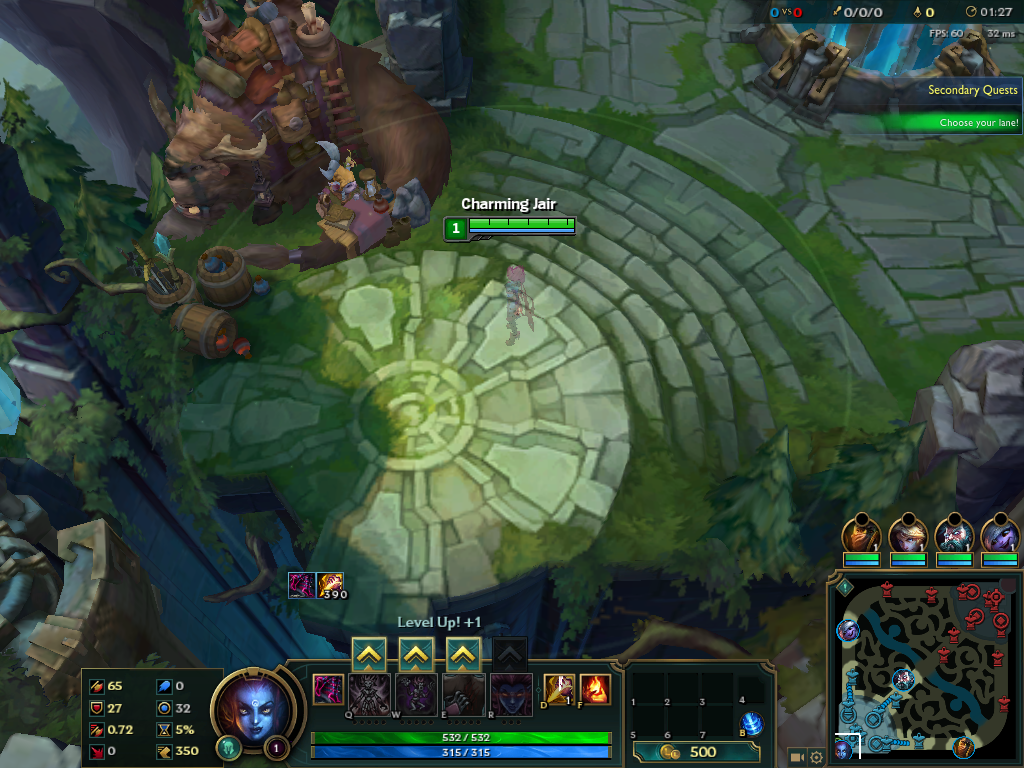 0 vs 0 0/0/0 0 01:27
FPS: 60 32 ms
Secondary Quests
Choose your lane!
Charming Jair
1
390
Level Up! +1
65 0
27 32
0.72 5%
0 350
1
Q W E R D 1 F
532 / 532
315 / 315
1 2 3 4
5 6 7 B
500